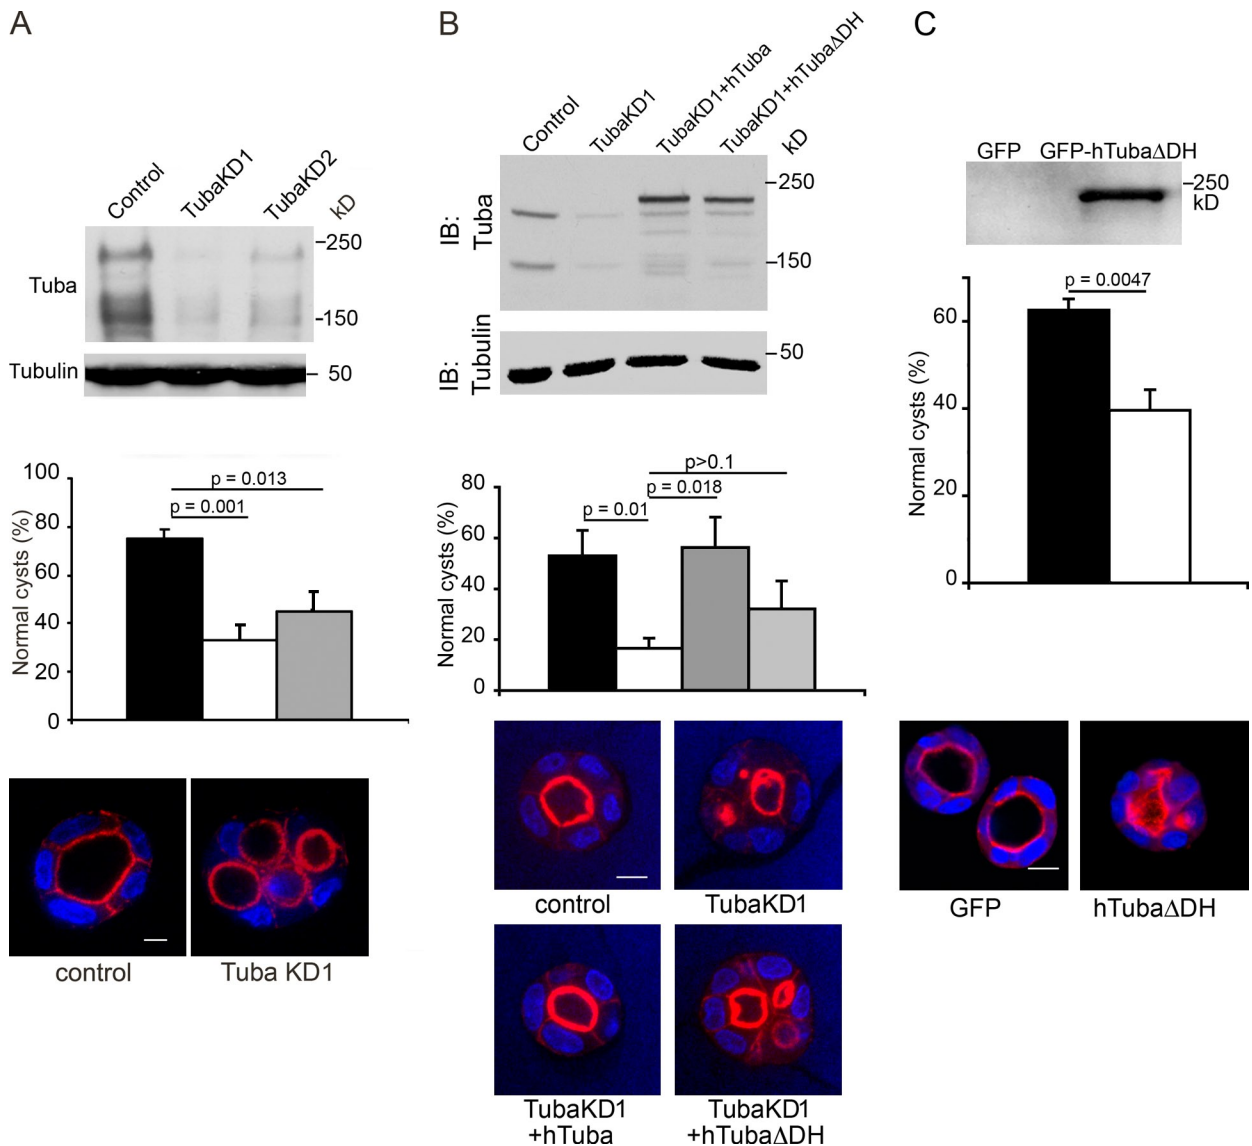 A
Control
TubaKD1
TubaKD2
kD
Tuba
-250
-150
Tubulin
- 50
Normal cysts (%)
100
80
60
40
20
0
p = 0.013
p = 0.001
control
Tuba KD1
B
Control
TubaKD1
TubaKD1+hTuba
TubaKD1+hTubaΔDH
kD
IB:
Tuba
-250
-150
IB:
Tubulin
-50
Normal cysts (%)
80
60
40
20
0
p>0.1
p = 0.018
p = 0.01
control
TubaKD1
TubaKD1
+hTuba
TubaKD1
+hTubaΔDH
C
GFP
GFP-hTubaΔDH
-250
kD
Normal cysts (%)
60
40
20
0
p = 0.0047
GFP
hTubaΔDH